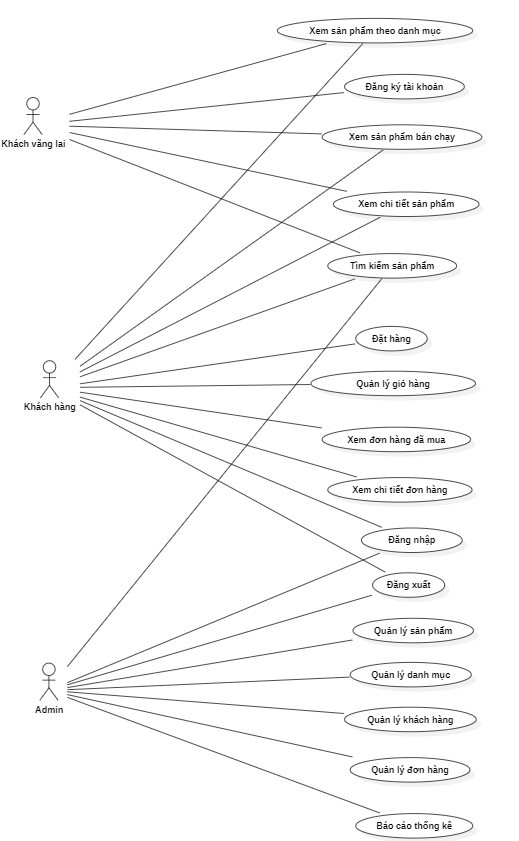 Xem sản phẩm theo danh mục
Đăng ký tài khoản
Khách vãng lai
Xem sản phẩm bán chạy
Xem chi tiết sản phẩm
Tìm kiếm sản phẩm
Đặt hàng
Quản lý giỏ hàng
Khách hàng
Xem đơn hàng đã mua
Xem chi tiết đơn hàng
Đăng nhập
Đăng xuất
Quản lý sản phẩm
Quản lý danh mục
Admin
Quản lý khách hàng
Quản lý đơn hàng
Báo cáo thống kê